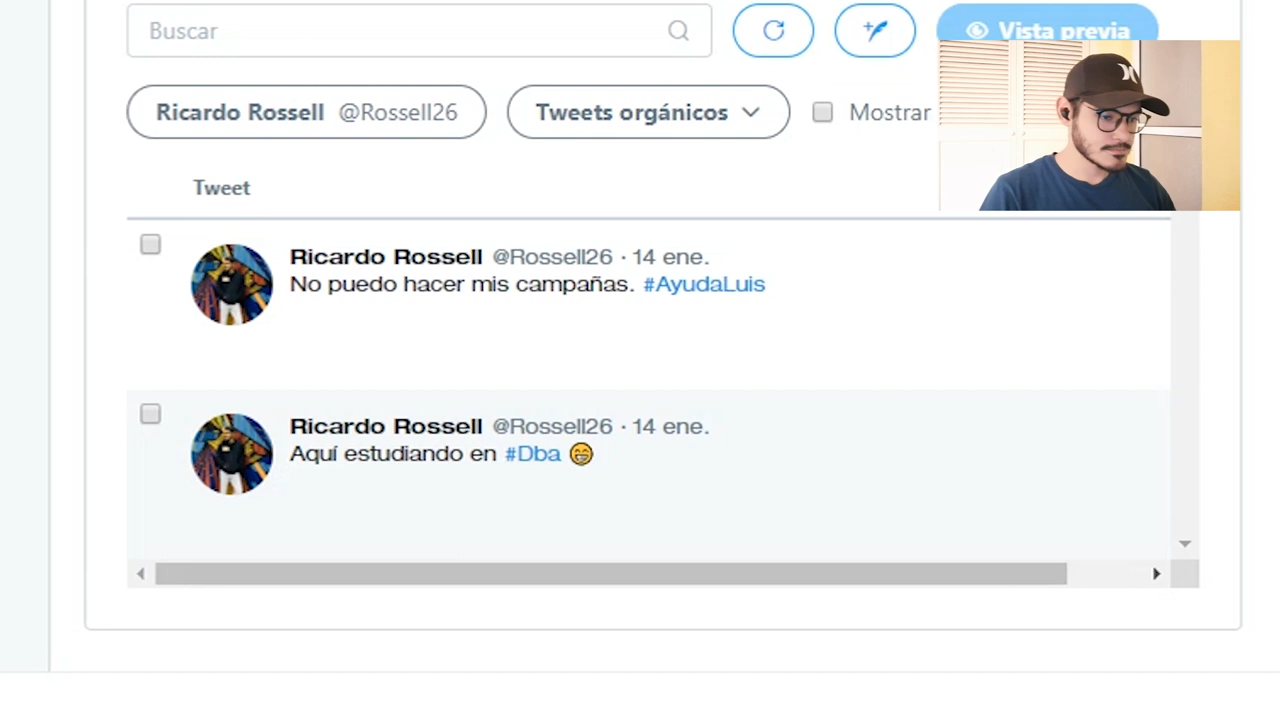 Buscar
Vista previa
Ricardo Rossell @Rossell26
Tweets orgánicos
Mostrar
Tweet
Ricardo Rossell @Rossell26 · 14 ene.
No puedo hacer mis campañas. #AyudaLuis
Ricardo Rossell @Rossell26 · 14 ene.
Aquí estudiando en #Dba 😁